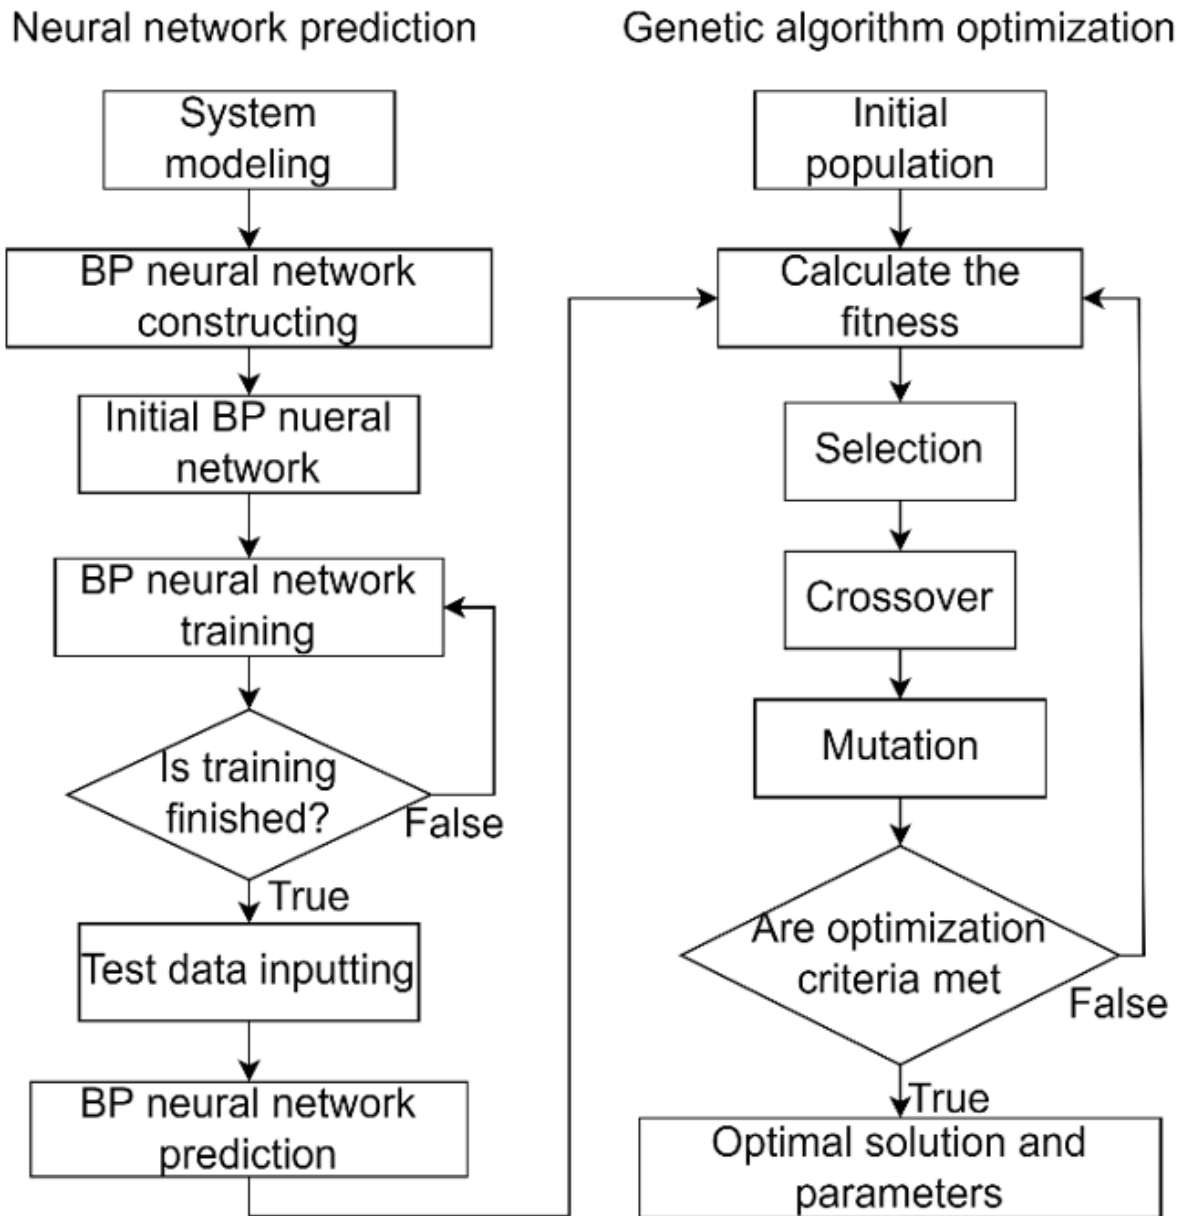 Neural network prediction
System
modeling
BP neural network
constructing
Initial BP nueral
network
BP neural network
training
Is training
finished?
False
True
Test data inputting
BP neural network
prediction
Genetic algorithm optimization
Initial
population
Calculate the
fitness
Selection
Crossover
Mutation
Are optimization
criteria met
False
True
Optimal solution and
parameters